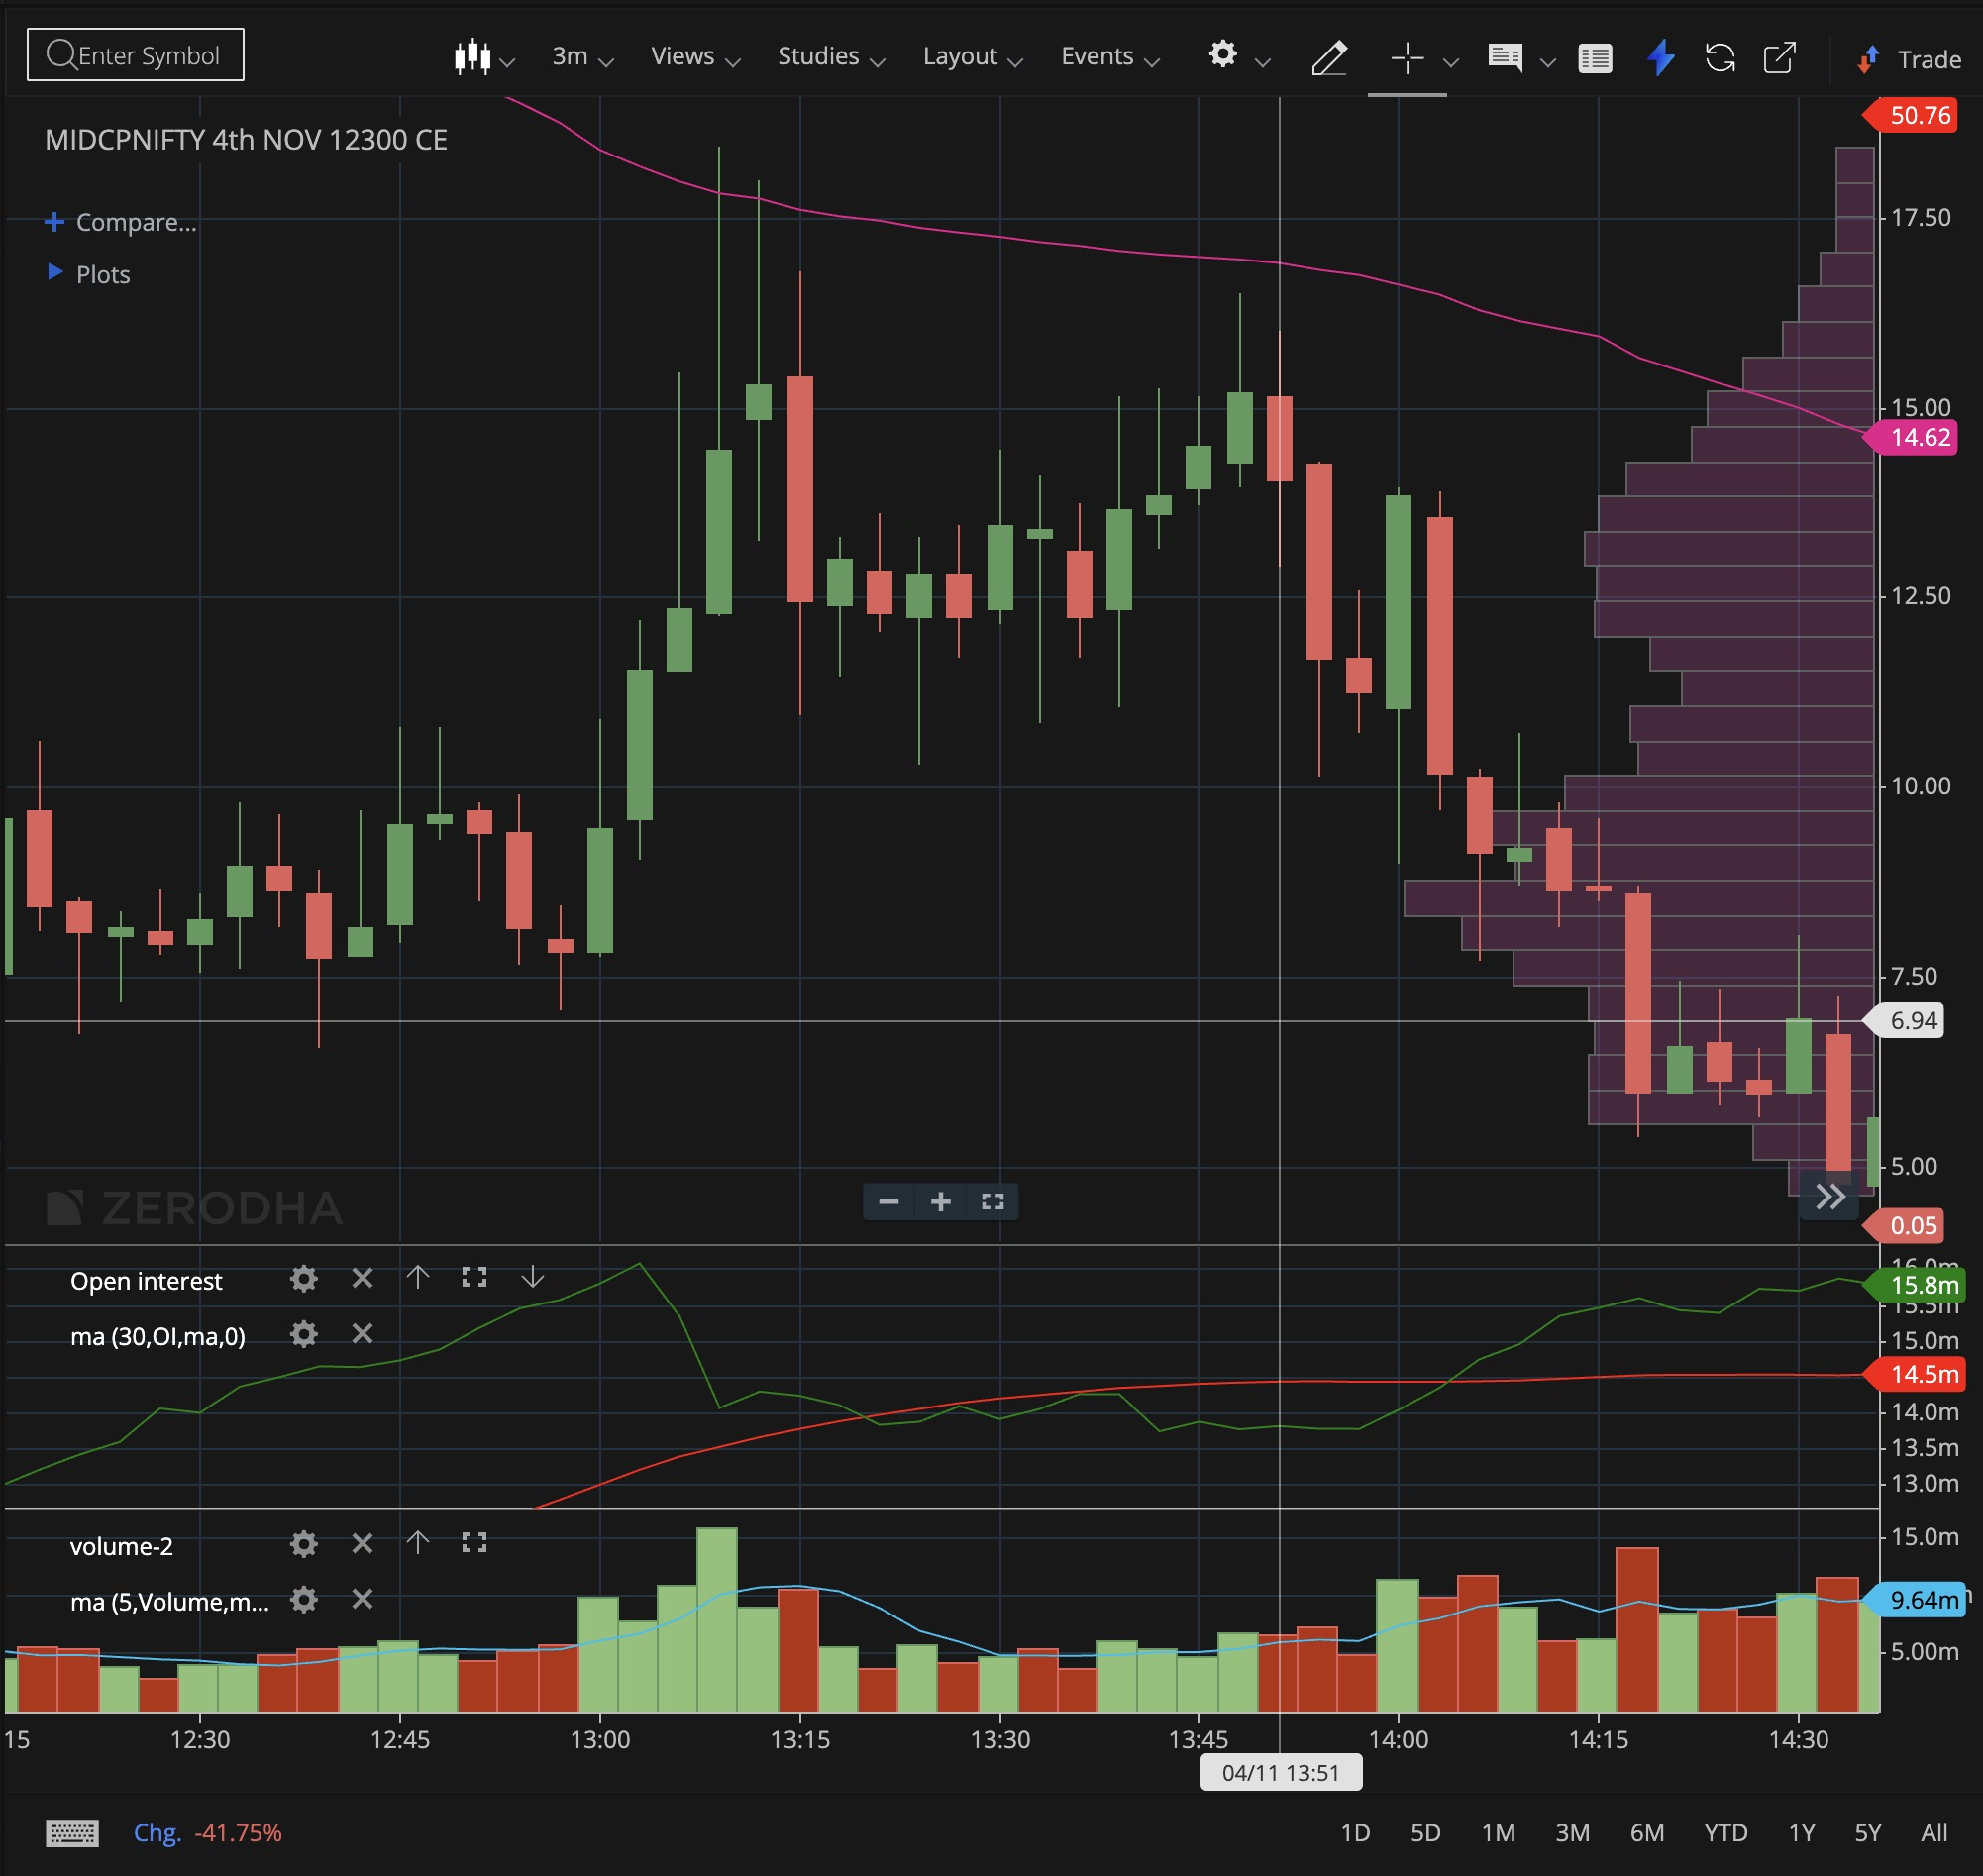 Enter Symbol 3m Views Studies Layout Events Trade
MIDCPNIFTY 4th NOV 12300 CE
Compare...
Plots
50.76
17.50
15.00
14.62
12.50
10.00
7.50
6.94
5.00
0.05
ZERODHA
Open interest
ma (30,OI,ma,0)
16.0m
15.8m
15.5m
15.0m
14.5m
14.0m
13.5m
13.0m
volume-2
ma (5,Volume,m...
15.0m
9.64m
5.00m
15 12:30 12:45 13:00 13:15 13:30 13:45 14:00 14:15 14:30
04/11 13:51
Chg. -41.75% 1D 5D 1M 3M 6M YTD 1Y 5Y All